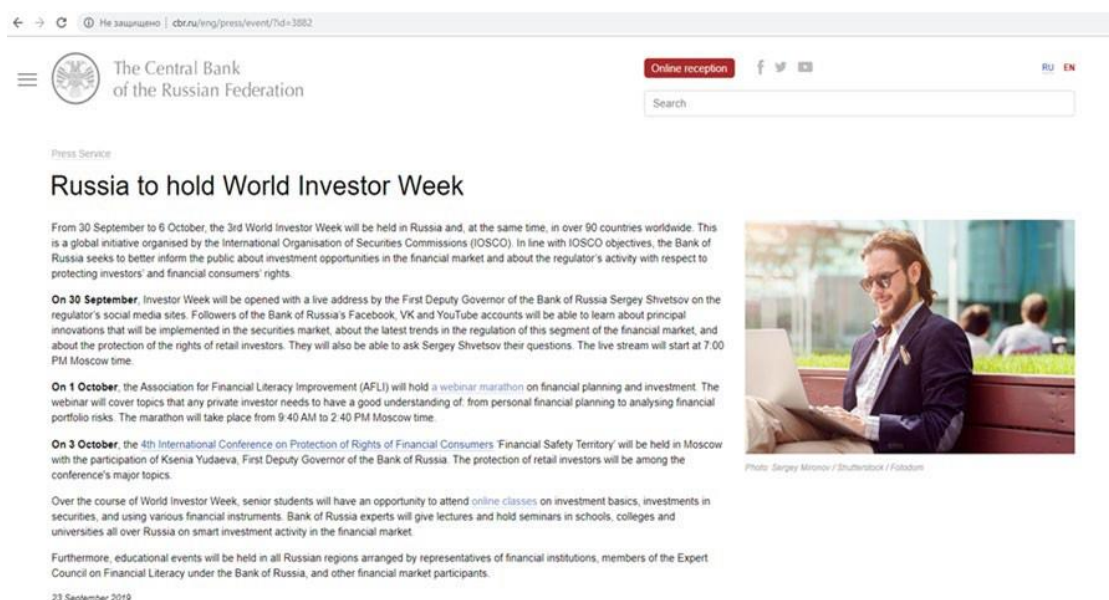 Не защищено | cbr.ru/eng/press/event/?id=3882
The Central Bank
of the Russian Federation
Online reception
RU EN
Search
Press Service
Russia to hold World Investor Week
From 30 September to 6 October, the 3rd World Investor Week will be held in Russia and, at the same time, in over 90 countries worldwide. This
is a global initiative organised by the International Organisation of Securities Commissions (IOSCO). In line with IOSCO objectives, the Bank of
Russia seeks to better inform the public about investment opportunities in the financial market and about the regulator's activity with respect to
protecting investors' and financial consumers' rights.
On 30 September, Investor Week will be opened with a live address by the First Deputy Governor of the Bank of Russia Sergey Shvetsov on the
regulator's social media sites. Followers of the Bank of Russia's Facebook, VK and YouTube accounts will be able to learn about principal
innovations that will be implemented in the securities market, about the latest trends in the regulation of this segment of the financial market, and
about the protection of the rights of retail investors. They will also be able to ask Sergey Shvetsov their questions. The live stream will start at 7:00
PM Moscow time.
On 1 October, the Association for Financial Literacy Improvement (AFLI) will hold a webinar marathon on financial planning and investment. The
webinar will cover topics that any private investor needs to have a good understanding of: from personal financial planning to analysing financial
portfolio risks. The marathon will take place from 9:40 AM to 2:40 PM Moscow time.
On 3 October, the 4th International Conference on Protection of Rights of Financial Consumers 'Financial Safety Territory' will be held in Moscow
with the participation of Ksenia Yudaeva, First Deputy Governor of the Bank of Russia. The protection of retail investors will be among the
conference's major topics.
Over the course of World Investor Week, senior students will have an opportunity to attend online classes on investment basics, investments in
securities, and using various financial instruments. Bank of Russia experts will give lectures and hold seminars in schools, colleges and
universities all over Russia on smart investment activity in the financial market.
Furthermore, educational events will be held in all Russian regions arranged by representatives of financial institutions, members of the Expert
Council on Financial Literacy under the Bank of Russia, and other financial market participants.
23 September 2019
Photo: Sergey Mironov / Shutterstock / Fotodom